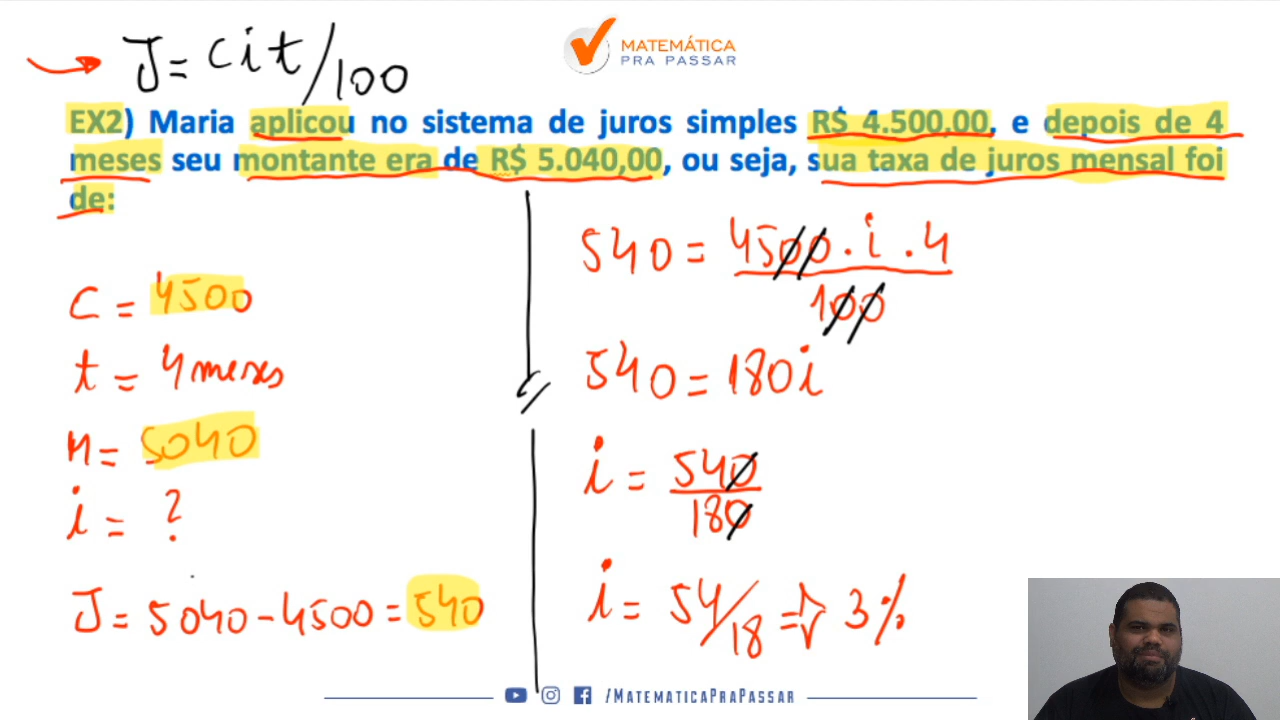 J = cit/100
MATEMÁTICA
PRA PASSAR
EX2) Maria aplicou no sistema de juros simples R$ 4.500,00, e depois de 4
meses seu montante era de R$ 5.040,00, ou seja, sua taxa de juros mensal foi
de:
C = 4500
t = 4 meses
M = 5040
i = ?
J = 5040 - 4500 = 540
540 = 4500 . i . 4
100
540 = 180i
i = 540
180
i = 54/18 => 3%
/MATEMATICAPRAPASSAR